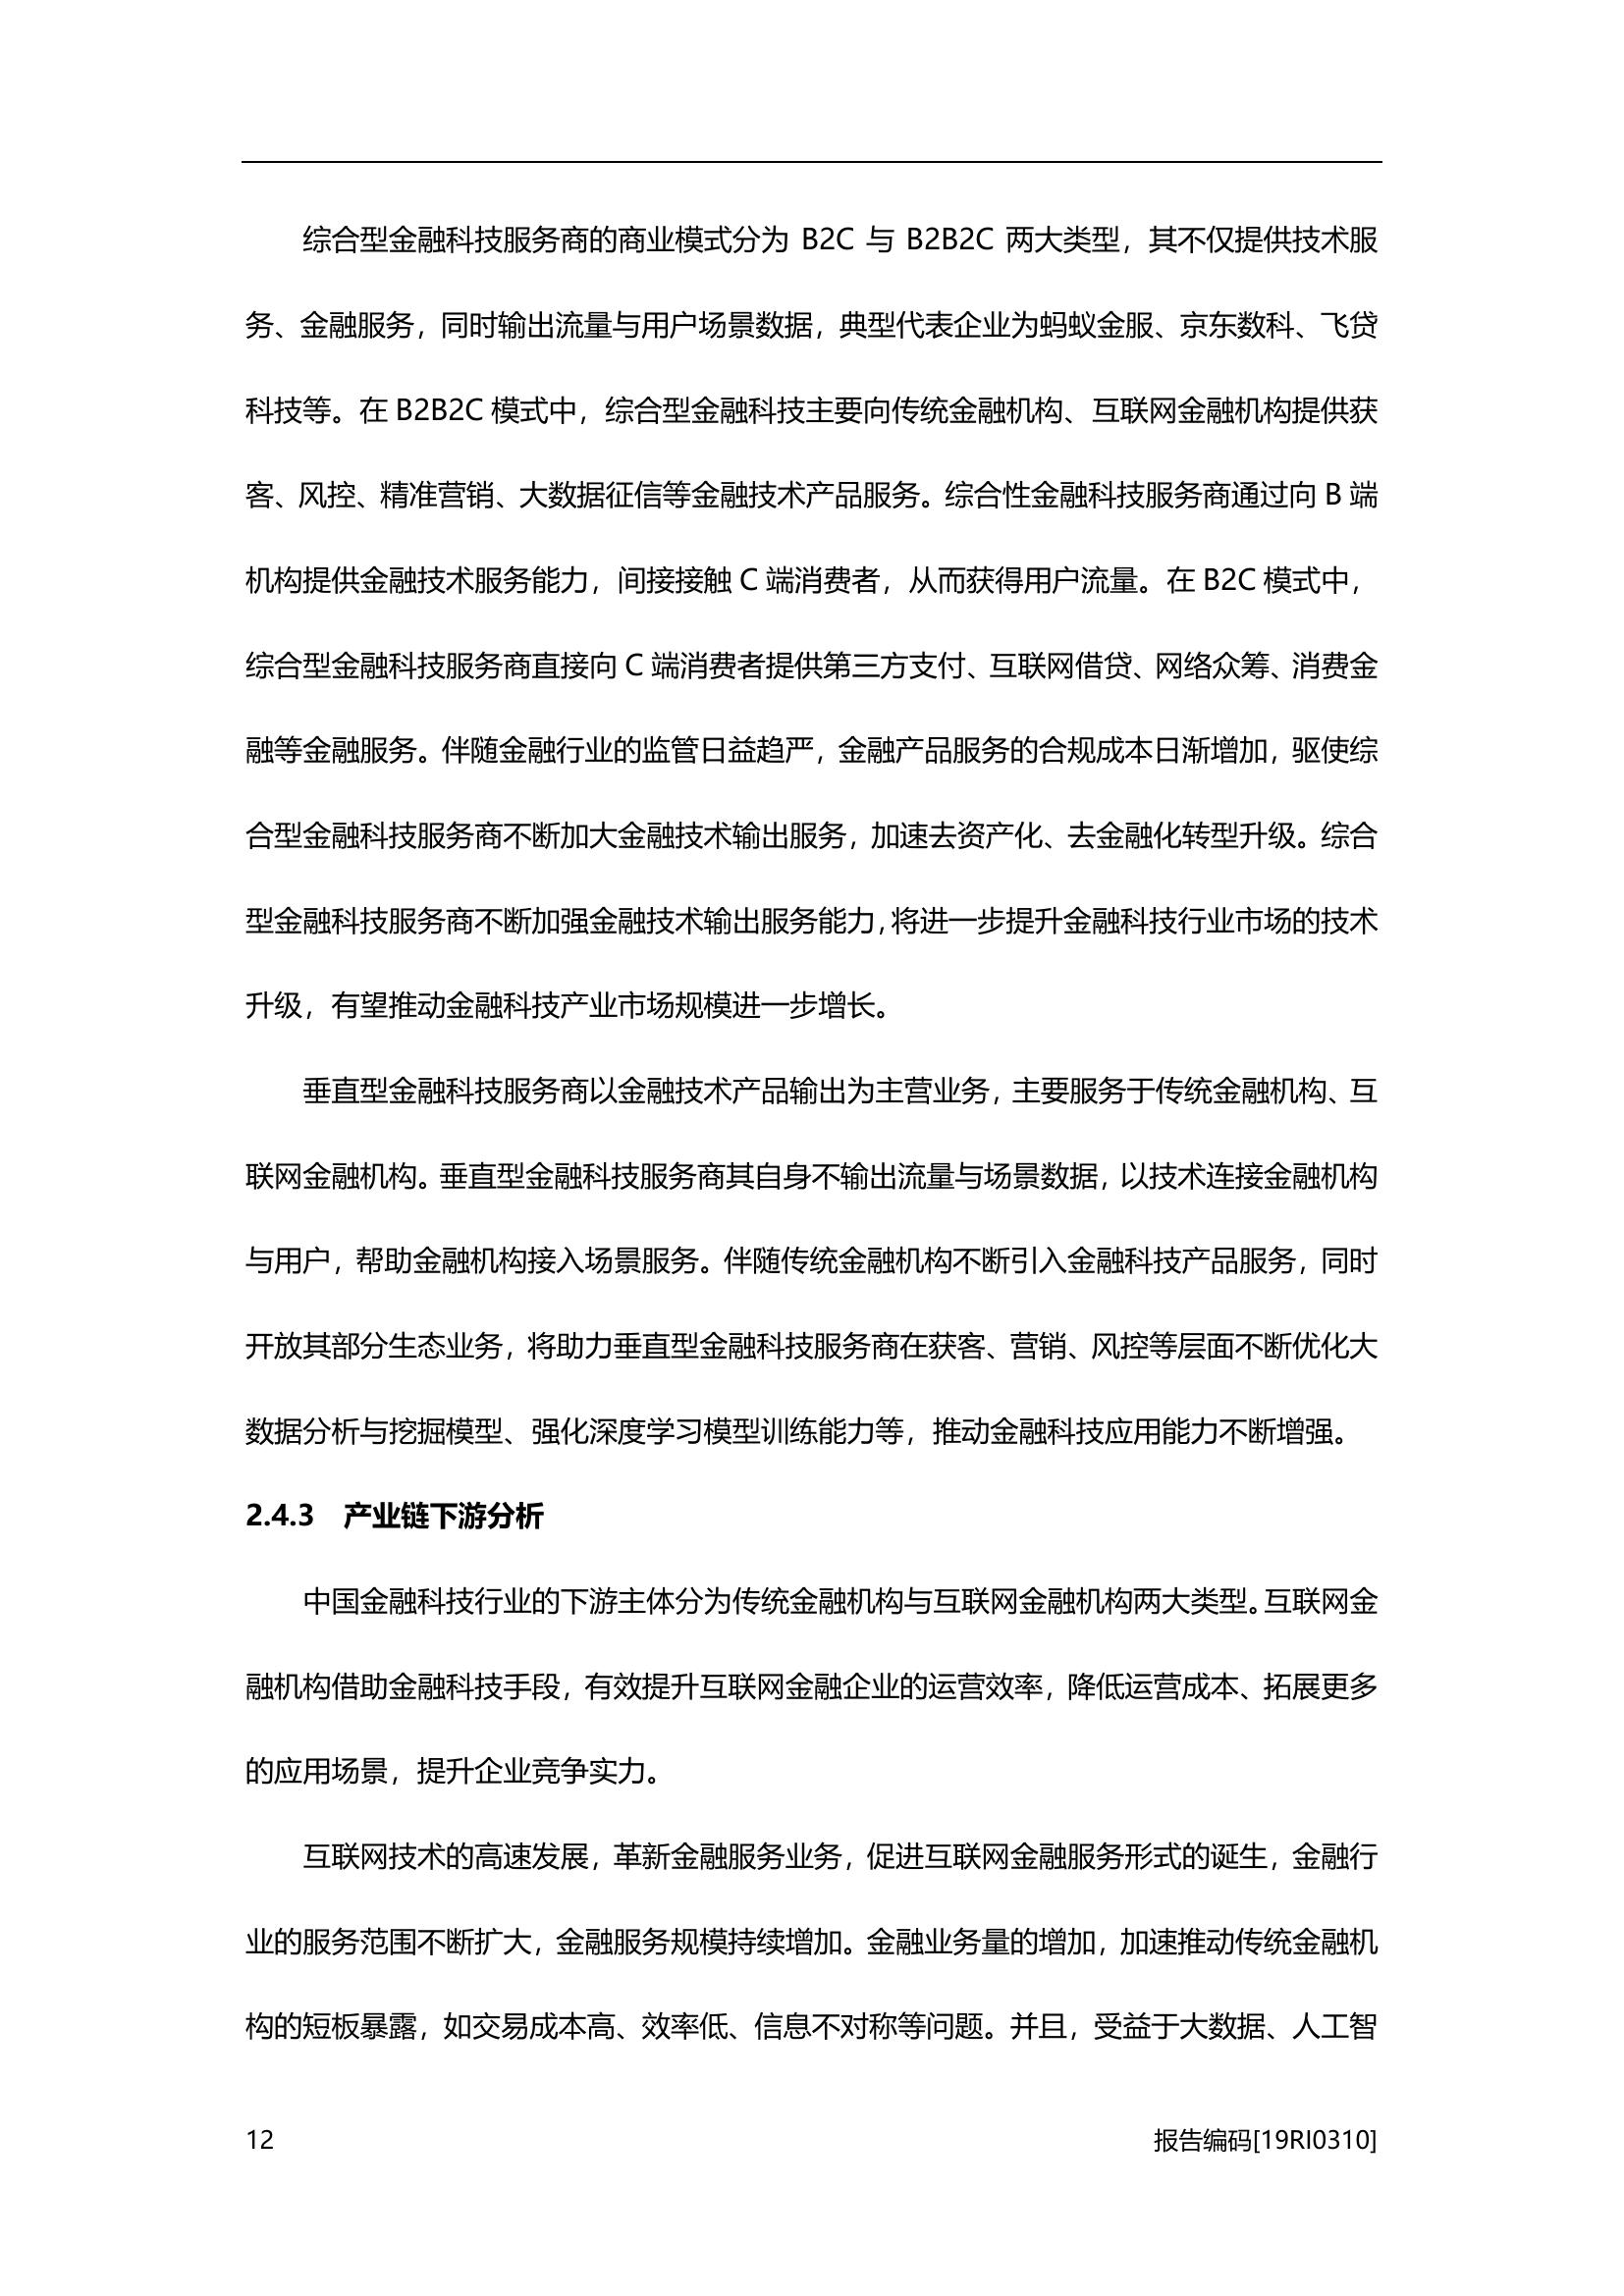 综合型金融科技服务商的商业模式分为 B2C 与 B2B2C 两大类型，其不仅提供技术服
务、金融服务，同时输出流量与用户场景数据，典型代表企业为蚂蚁金服、京东数科、飞贷
科技等。在 B2B2C 模式中，综合型金融科技主要向传统金融机构、互联网金融机构提供获
客、风控、精准营销、大数据征信等金融技术产品服务。综合性金融科技服务商通过向 B 端
机构提供金融技术服务能力，间接接触 C 端消费者，从而获得用户流量。在 B2C 模式中，
综合型金融科技服务商直接向 C 端消费者提供第三方支付、互联网借贷、网络众筹、消费金
融等金融服务。伴随金融行业的监管日益趋严，金融产品服务的合规成本日渐增加，驱使综
合型金融科技服务商不断加大金融技术输出服务，加速去资产化、去金融化转型升级。综合
型金融科技服务商不断加强金融技术输出服务能力，将进一步提升金融科技行业市场的技术
升级，有望推动金融科技产业市场规模进一步增长。
垂直型金融科技服务商以金融技术产品输出为主营业务，主要服务于传统金融机构、互
联网金融机构。垂直型金融科技服务商其自身不输出流量与场景数据，以技术连接金融机构
与用户，帮助金融机构接入场景服务。伴随传统金融机构不断引入金融科技产品服务，同时
开放其部分生态业务，将助力垂直型金融科技服务商在获客、营销、风控等层面不断优化大
数据分析与挖掘模型、强化深度学习模型训练能力等，推动金融科技应用能力不断增强。
2.4.3 产业链下游分析
中国金融科技行业的下游主体分为传统金融机构与互联网金融机构两大类型。互联网金
融机构借助金融科技手段，有效提升互联网金融企业的运营效率，降低运营成本、拓展更多
的应用场景，提升企业竞争实力。
互联网技术的高速发展，革新金融服务业务，促进互联网金融服务形式的诞生，金融行
业的服务范围不断扩大，金融服务规模持续增加。金融业务量的增加，加速推动传统金融机
构的短板暴露，如交易成本高、效率低、信息不对称等问题。并且，受益于大数据、人工智
12 报告编码[19RI0310]